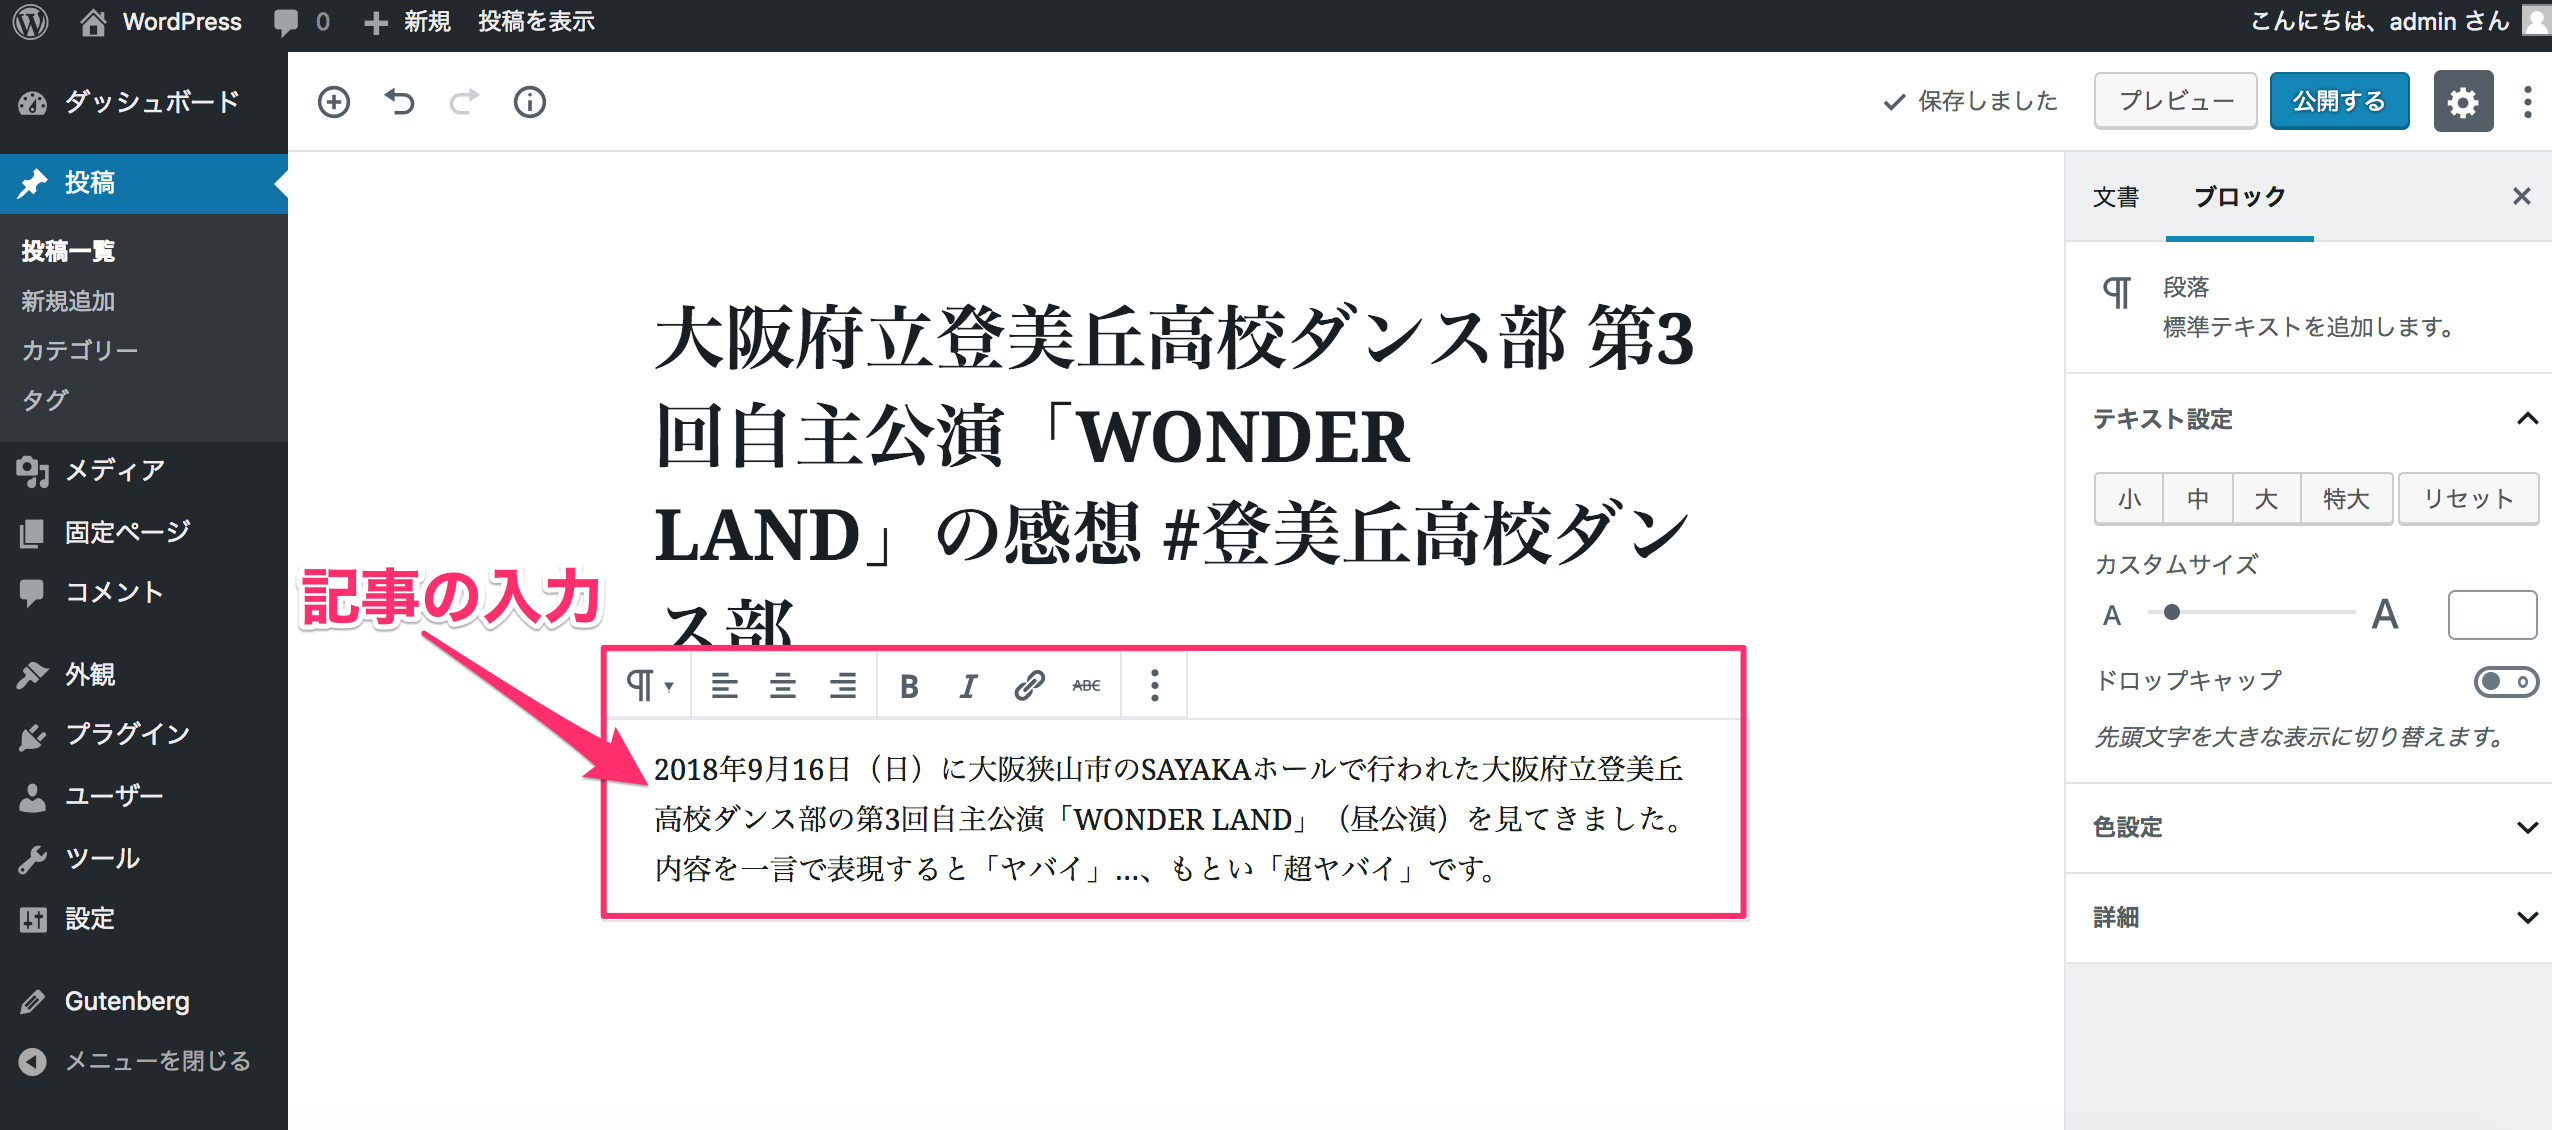 WordPress 0 新規 投稿を表示 こんにちは、admin さん
ダッシュボード
投稿
投稿一覧
新規追加
カテゴリー
タグ
メディア
固定ページ
コメント
外観
プラグイン
ユーザー
ツール
設定
Gutenberg
メニューを閉じる
保存しました プレビュー 公開する
大阪府立登美丘高校ダンス部 第3
回自主公演「WONDER
LAND」の感想 #登美丘高校ダン
ス部
記事の入力
B I ABC
2018年9月16日（日）に大阪狭山市のSAYAKAホールで行われた大阪府立登美丘
高校ダンス部の第3回自主公演「WONDER LAND」（昼公演）を見てきました。
内容を一言で表現すると「ヤバイ」...、もとい「超ヤバイ」です。
文書 ブロック ×
段落
標準テキストを追加します。
テキスト設定
小 中 大 特大 リセット
カスタムサイズ
A A
ドロップキャップ
先頭文字を大きな表示に切り替えます。
色設定
詳細